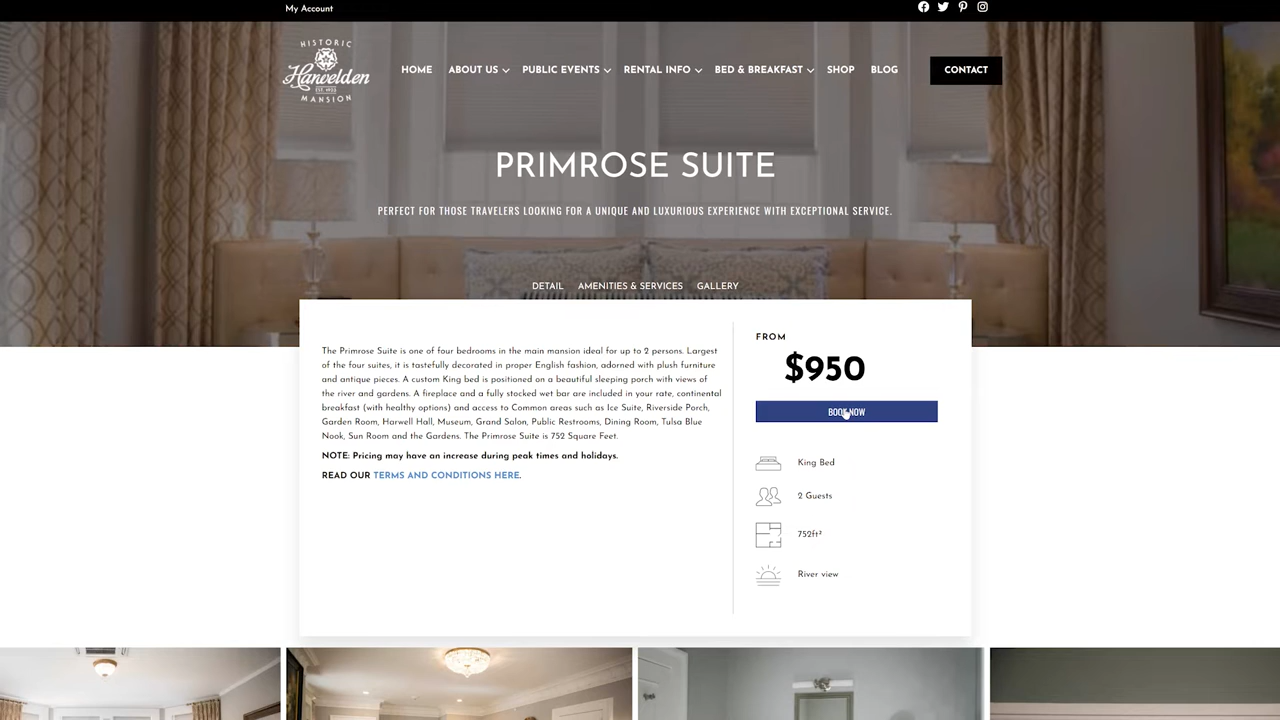 My Account
HISTORIC
Harwelden
EST. 1923
MANSION
HOME ABOUT US PUBLIC EVENTS RENTAL INFO BED & BREAKFAST SHOP BLOG CONTACT
PRIMROSE SUITE
PERFECT FOR THOSE TRAVELERS LOOKING FOR A UNIQUE AND LUXURIOUS EXPERIENCE WITH EXCEPTIONAL SERVICE.
DETAIL AMENITIES & SERVICES GALLERY
The Primrose Suite is one of four bedrooms in the main mansion ideal for up to 2 persons. Largest
of the four suites, it is tastefully decorated in proper English fashion, adorned with plush furniture
and antique pieces. A custom King bed is positioned on a beautiful sleeping porch with views of
the river and gardens. A fireplace and a fully stocked wet bar are included in your rate, continental
breakfast (with healthy options) and access to Common areas such as Ice Suite, Riverside Porch,
Garden Room, Harwell Hall, Museum, Grand Salon, Public Restrooms, Dining Room, Tulsa Blue
Nook, Sun Room and the Gardens. The Primrose Suite is 752 Square Feet.
NOTE: Pricing may have an increase during peak times and holidays.
READ OUR TERMS AND CONDITIONS HERE.
FROM
$950
BOOK NOW
King Bed
2 Guests
752ft²
River view